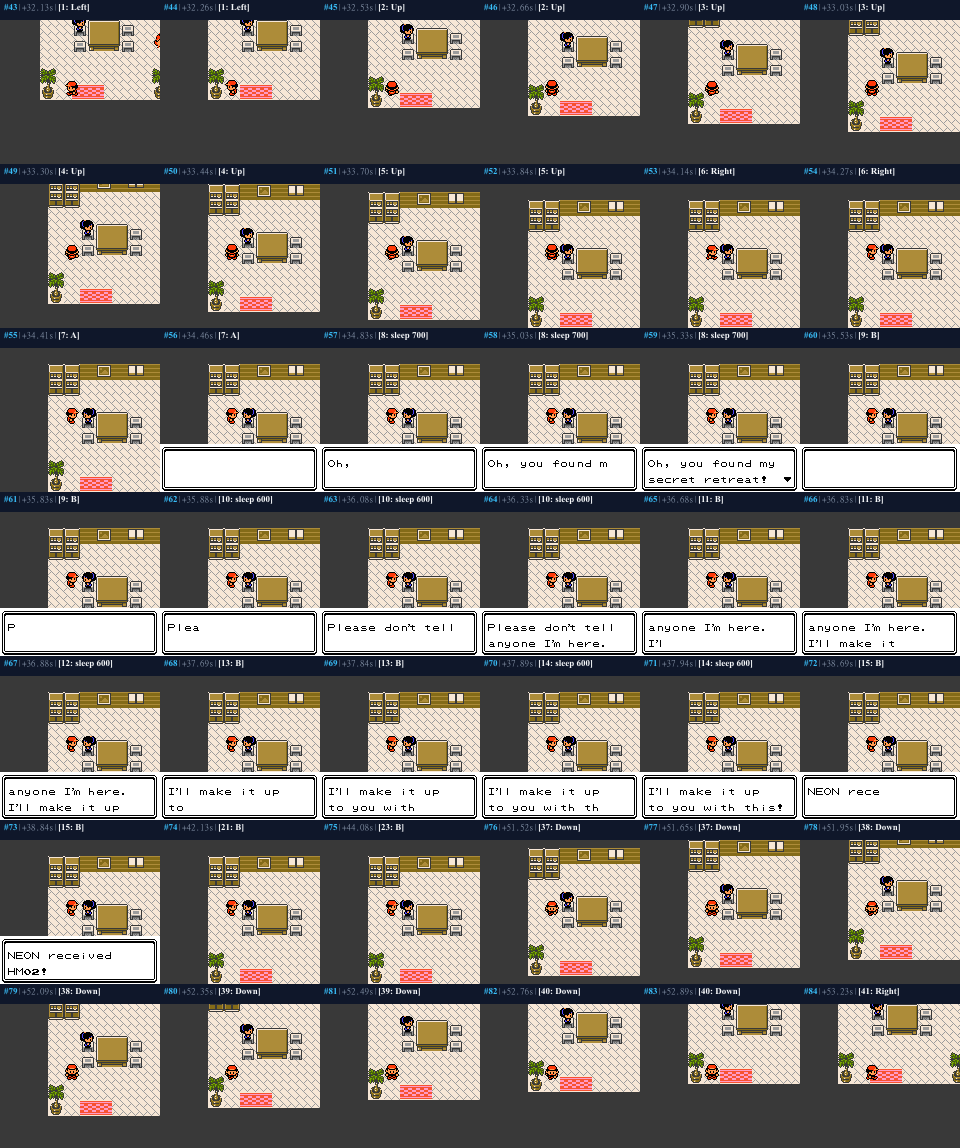 #43|+32.13s| [1: Left]
#44|+32.26s| [1: Left]
#45|+32.53s| [2: Up]
#46|+32.66s| [2: Up]
#47|+32.90s| [3: Up]
#48|+33.03s| [3: Up]
#49|+33.30s| [4: Up]
#50|+33.44s| [4: Up]
#51|+33.70s| [5: Up]
#52|+33.84s| [5: Up]
#53|+34.14s| [6: Right]
#54|+34.27s| [6: Right]
#55|+34.41s| [7: A]
#56|+34.46s| [7: A]
#57|+34.83s| [8: sleep 700]
#58|+35.03s| [8: sleep 700]
#59|+35.33s| [8: sleep 700]
#60|+35.53s| [9: B]
Oh,
Oh, you found m
Oh, you found my
secret retreat!
#61|+35.83s| [9: B]
#62|+35.88s| [10: sleep 600]
#63|+36.08s| [10: sleep 600]
#64|+36.33s| [10: sleep 600]
#65|+36.68s| [11: B]
#66|+36.83s| [11: B]
P
Plea
Please don't tell
Please don't tell
anyone I'm here.
anyone I'm here.
I'l
anyone I'm here.
I'll make it
#67|+36.88s| [12: sleep 600]
#68|+37.69s| [13: B]
#69|+37.84s| [13: B]
#70|+37.89s| [14: sleep 600]
#71|+37.94s| [14: sleep 600]
#72|+38.69s| [15: B]
anyone I'm here.
I'll make it up
I'll make it up
to
I'll make it up
to you with
I'll make it up
to you with th
I'll make it up
to you with this!
NEON rece
#73|+38.84s| [15: B]
#74|+42.13s| [21: B]
#75|+44.08s| [23: B]
#76|+51.52s| [37: Down]
#77|+51.65s| [37: Down]
#78|+51.95s| [38: Down]
NEON received
HM02!
#79|+52.09s| [38: Down]
#80|+52.35s| [39: Down]
#81|+52.49s| [39: Down]
#82|+52.76s| [40: Down]
#83|+52.89s| [40: Down]
#84|+53.23s| [41: Right]